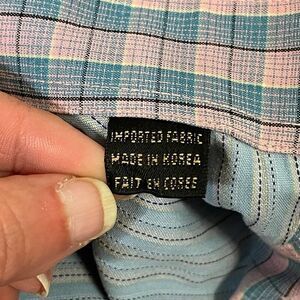 IMPORTED FABRIC
MADE IN KOREA
FAIT EN COREE